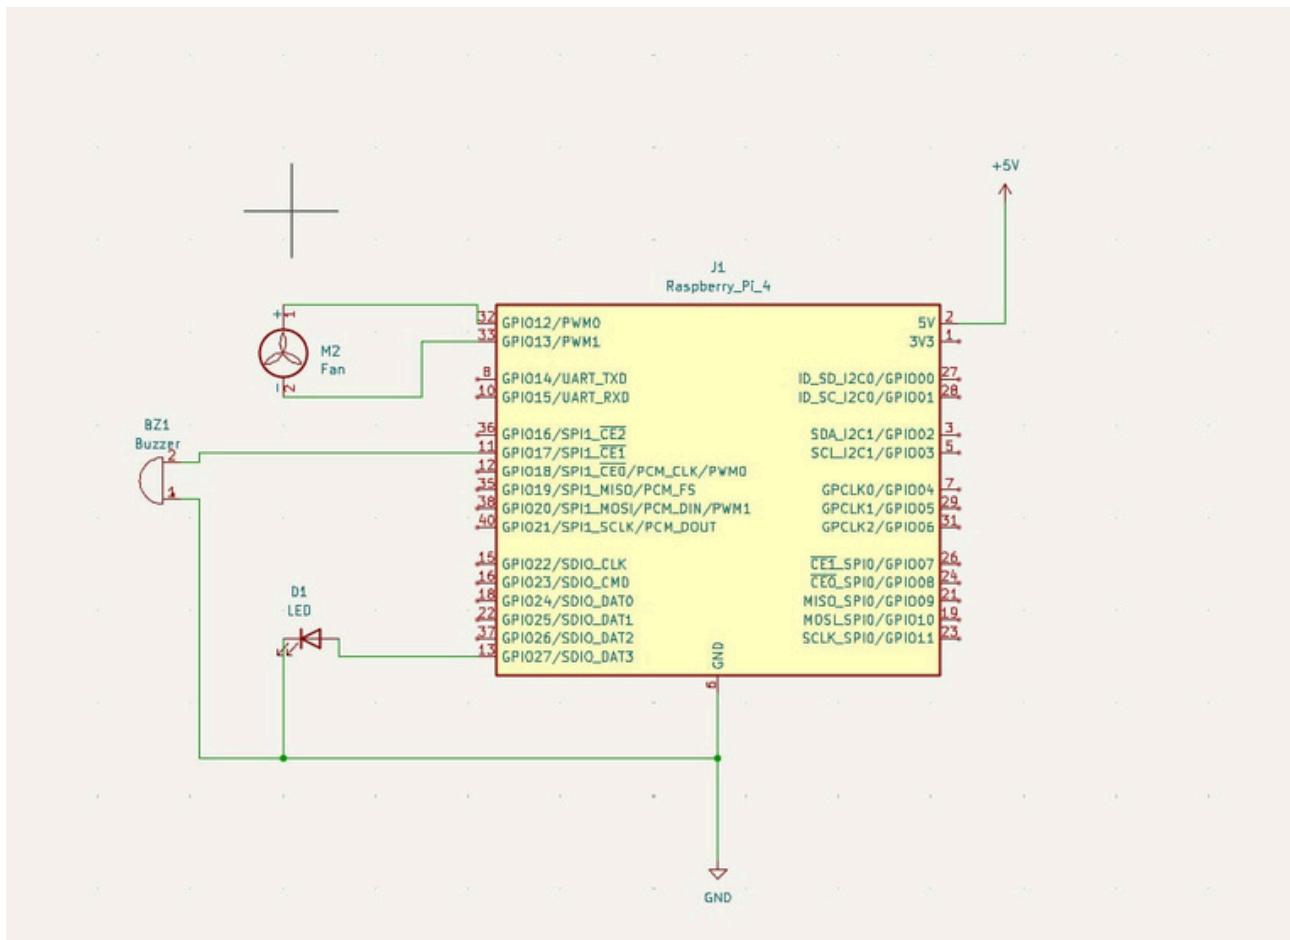 +5V
J1
Raspberry_Pi_4
+
1
M2
Fan
-
2
BZ1
Buzzer
2
1
D1
LED
32 GPIO12/PWM0
33 GPIO13/PWM1
8 GPIO14/UART_TXD
10 GPIO15/UART_RXD
36 GPIO16/SPI1_CE2
11 GPIO17/SPI1_CE1
12 GPIO18/SPI1_CE0/PCM_CLK/PWM0
35 GPIO19/SPI1_MISO/PCM_FS
38 GPIO20/SPI1_MOSI/PCM_DIN/PWM1
40 GPIO21/SPI1_SCLK/PCM_DOUT
15 GPIO22/SDIO_CLK
16 GPIO23/SDIO_CMD
18 GPIO24/SDIO_DAT0
22 GPIO25/SDIO_DAT1
37 GPIO26/SDIO_DAT2
13 GPIO27/SDIO_DAT3
5V 2
3V3 1
ID_SD_I2C0/GPIO00 27
ID_SC_I2C0/GPIO01 28
SDA_I2C1/GPIO02 3
SCL_I2C1/GPIO03 5
GPCLK0/GPIO04 7
GPCLK1/GPIO05 29
GPCLK2/GPIO06 31
CE1_SPI0/GPIO07 26
CE0_SPI0/GPIO08 24
MISO_SPI0/GPIO09 21
MOSI_SPI0/GPIO10 19
SCLK_SPI0/GPIO11 23
GND
6
GND